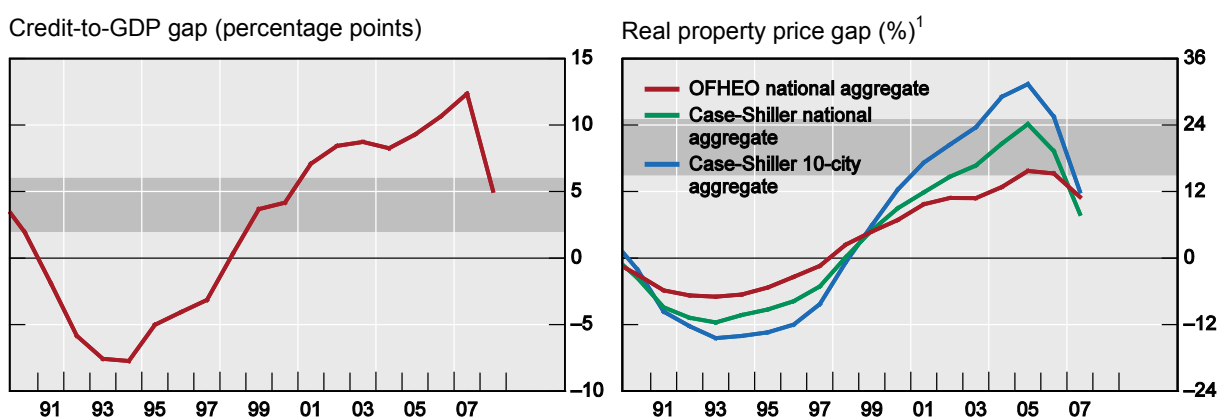 Credit-to-GDP gap (percentage points)
15
10
5
0
–5
–10
91 93 95 97 99 01 03 05 07
Real property price gap (%)1
OFHEO national aggregate
Case-Shiller national
aggregate
Case-Shiller 10-city
aggregate
36
24
12
0
–12
–24
91 93 95 97 99 01 03 05 07